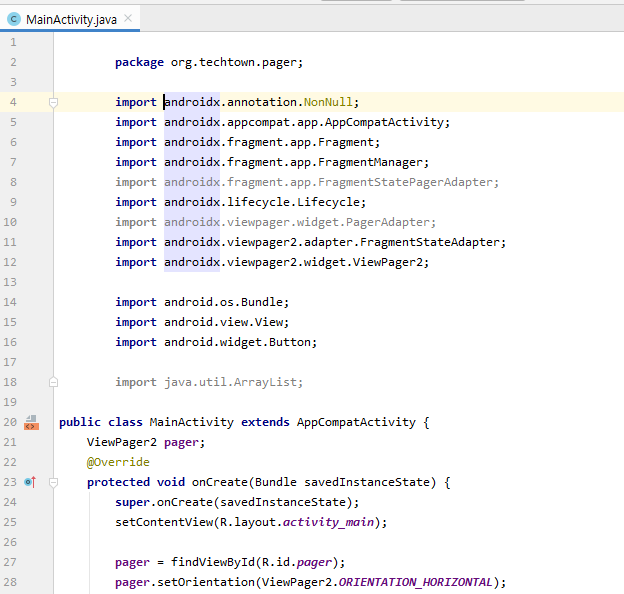 MainActivity.java
1
2 package org.techtown.pager;
3
4 import androidx.annotation.NonNull;
5 import androidx.appcompat.app.AppCompatActivity;
6 import androidx.fragment.app.Fragment;
7 import androidx.fragment.app.FragmentManager;
8 import androidx.fragment.app.FragmentStatePagerAdapter;
9 import androidx.lifecycle.Lifecycle;
10 import androidx.viewpager.widget.PagerAdapter;
11 import androidx.viewpager2.adapter.FragmentStateAdapter;
12 import androidx.viewpager2.widget.ViewPager2;
13
14 import android.os.Bundle;
15 import android.view.View;
16 import android.widget.Button;
17
18 import java.util.ArrayList;
19
20 public class MainActivity extends AppCompatActivity {
21 ViewPager2 pager;
22 @Override
23 protected void onCreate(Bundle savedInstanceState) {
24 super.onCreate(savedInstanceState);
25 setContentView(R.layout.activity_main);
26
27 pager = findViewById(R.id.pager);
28 pager.setOrientation(ViewPager2.ORIENTATION_HORIZONTAL);